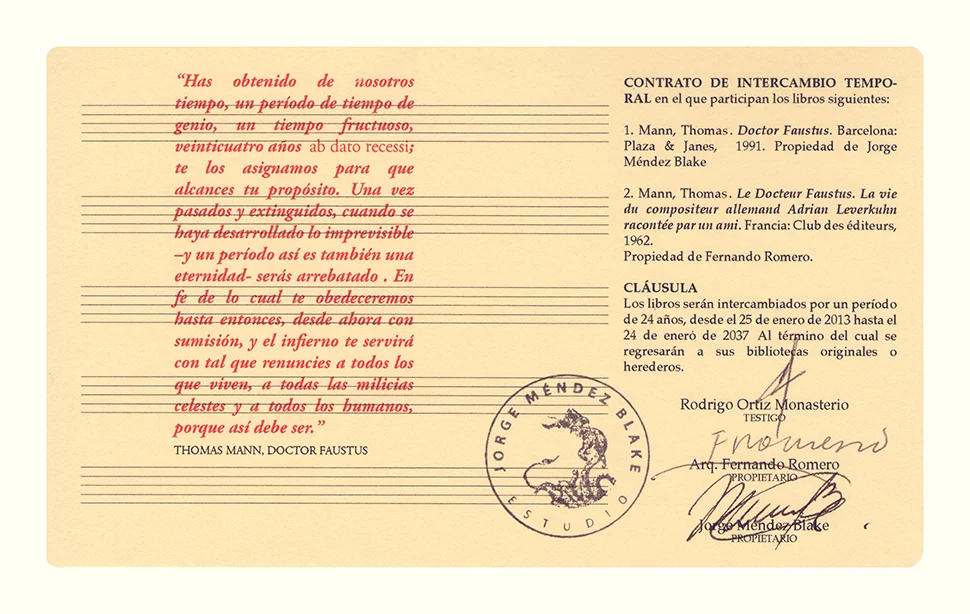 “Has obtenido de nosotros
tiempo, un período de tiempo de
genio, un tiempo fructuoso,
veinticuatro años ab dato recessi;
te los asignamos para que
alcances tu propósito. Una vez
pasados y extinguidos, cuando se
haya desarrollado lo imprevisible
–y un período así es también una
eternidad- serás arrebatado . En
fe de lo cual te obedeceremos
hasta entonces, desde ahora con
sumisión, y el infierno te servirá
con tal que renuncies a todos los
que viven, a todas las milicias
celestes y a todos los humanos,
porque así debe ser.”
THOMAS MANN, DOCTOR FAUSTUS
CONTRATO DE INTERCAMBIO TEMPO-
RAL en el que participan los libros siguientes:
1. Mann, Thomas. Doctor Faustus. Barcelona:
Plaza & Janes, 1991. Propiedad de Jorge
Méndez Blake
2. Mann, Thomas. Le Docteur Faustus. La vie
du compositeur allemand Adrian Leverkuhn
racontée par un ami. Francia: Club des éditeurs,
1962.
Propiedad de Fernando Romero.
CLÁUSULA
Los libros serán intercambiados por un período
de 24 años, desde el 25 de enero de 2013 hasta el
24 de enero de 2037 Al término del cual se
regresarán a sus bibliotecas originales o
herederos.
Rodrigo Ortiz Monasterio
TESTIGO
FRomero
Arq. Fernando Romero
PROPIETARIO
Jorge Méndez Blake
PROPIETARIO
JORGE MÉNDEZ BLAKE
ESTUDIO